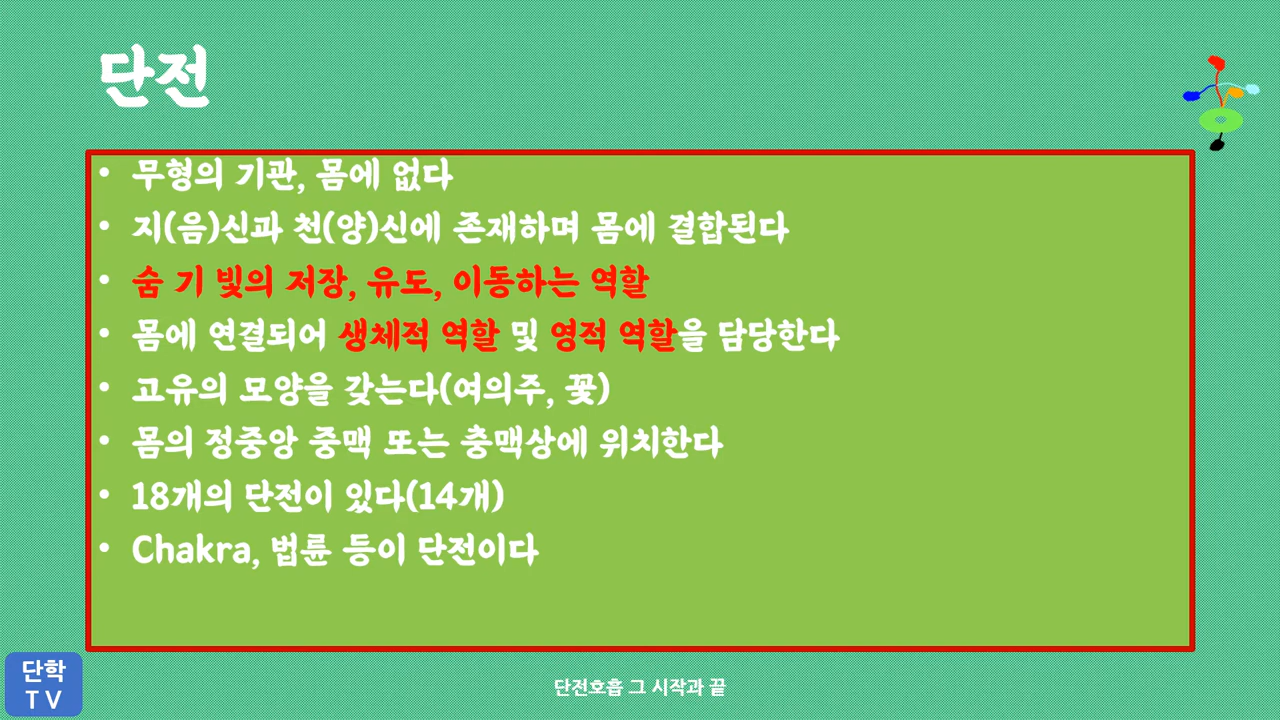 단전
• 무형의 기관, 몸에 없다
• 지(음)신과 천(양)신에 존재하며 몸에 결합된다
• 숨 기 빛의 저장, 유도, 이동하는 역할
• 몸에 연결되어 생체적 역할 및 영적 역할을 담당한다
• 고유의 모양을 갖는다(여의주, 꽃)
• 몸의 정중앙 중맥 또는 충맥상에 위치한다
• 18개의 단전이 있다(14개)
• Chakra, 법륜 등이 단전이다
단학
TV
단전호흡 그 시작과 끝